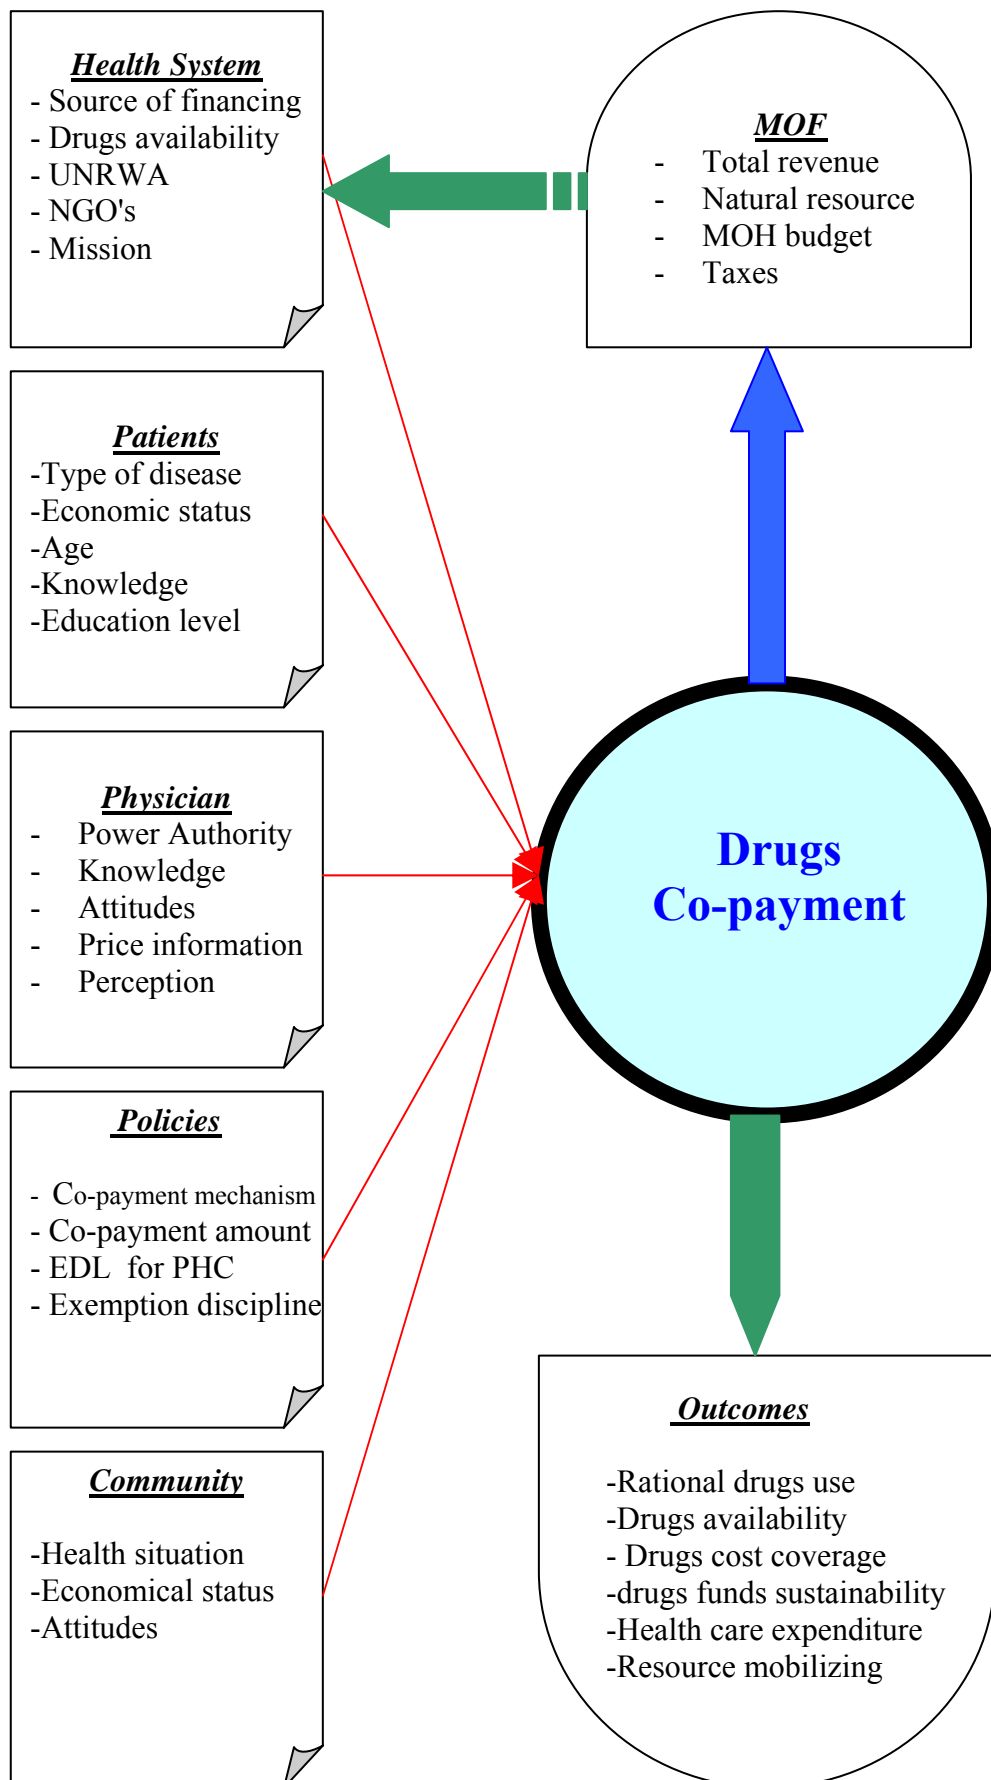 Health System
- Source of financing
- Drugs availability
- UNRWA
- NGO's
- Mission
MOF
- Total revenue
- Natural resource
- MOH budget
- Taxes
Patients
-Type of disease
-Economic status
-Age
-Knowledge
-Education level
Physician
- Power Authority
- Knowledge
- Attitudes
- Price information
- Perception
Drugs
Co-payment
Policies
- Co-payment mechanism
- Co-payment amount
- EDL for PHC
- Exemption discipline
Community
-Health situation
-Economical status
-Attitudes
Outcomes
-Rational drugs use
-Drugs availability
- Drugs cost coverage
-drugs funds sustainability
-Health care expenditure
-Resource mobilizing